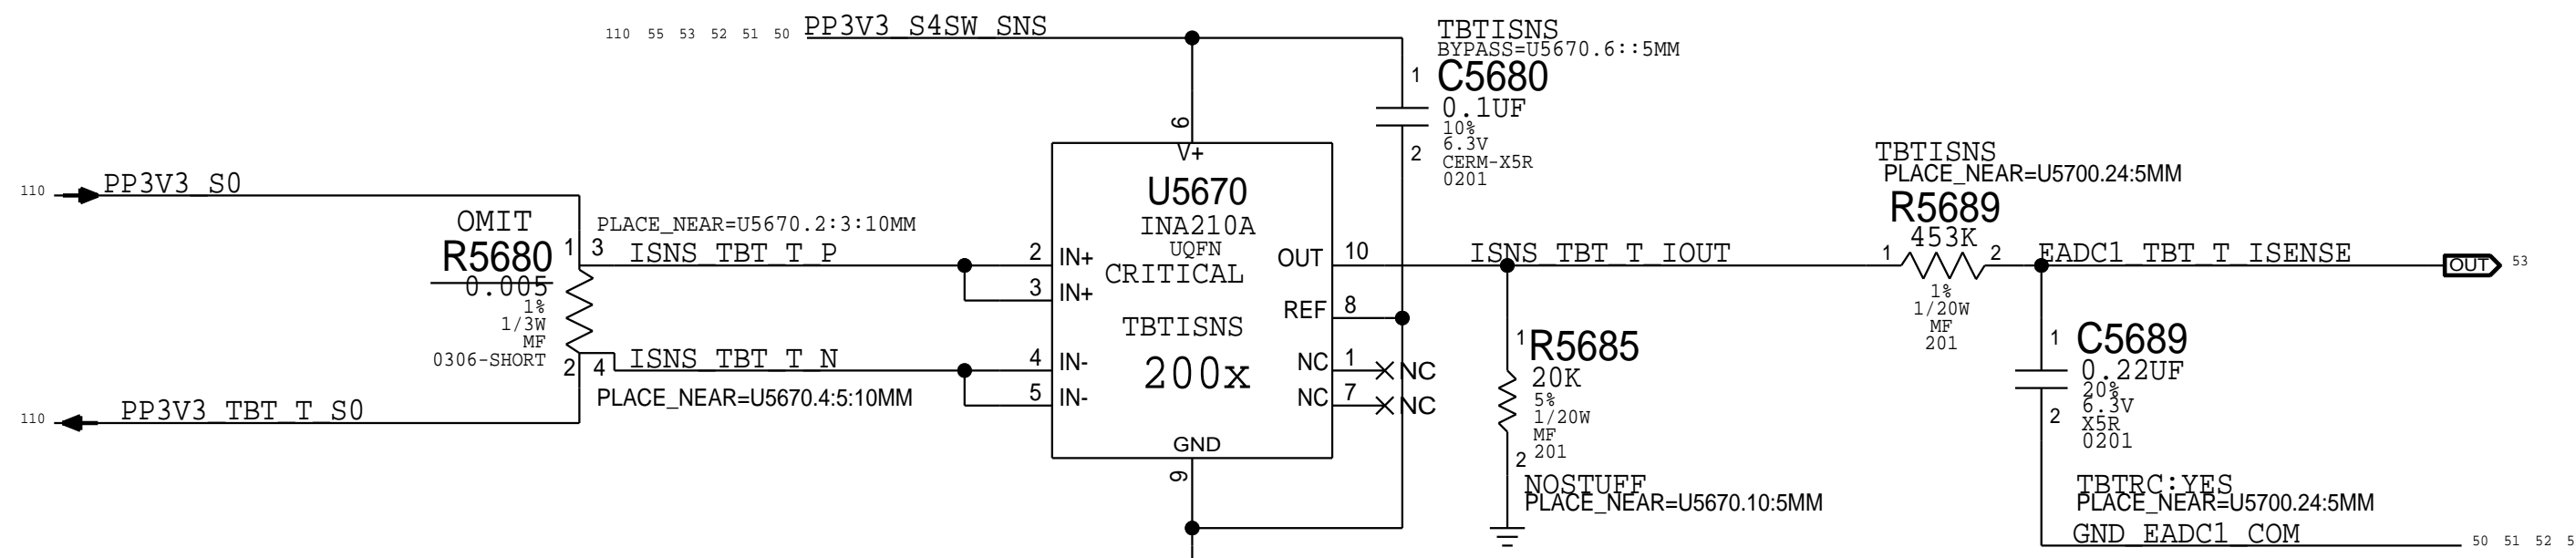 110 55 53 52 51 50 PP3V3_S4SW_SNS
TBTISNS
BYPASS=U5670.6::5MM
1
C5680
0.1UF
10%
6.3V
CERM-X5R
0201
2
6
V+
U5670
INA210A
UQFN
CRITICAL
TBTISNS
200x
110 PP3V3_S0
OMIT
R5680
0.005
1%
1/3W
MF
0306-SHORT
1 3
PLACE_NEAR=U5670.2:3:10MM
ISNS_TBT_T_P
2 IN+
3 IN+
ISNS_TBT_T_N
2 4
PLACE_NEAR=U5670.4:5:10MM
4 IN-
5 IN-
110 PP3V3_TBT_T_S0
OUT 10
REF 8
NC 1 NC
NC 7 NC
GND
9
ISNS_TBT_T_IOUT
1
R5685
20K
5%
1/20W
MF
201
2
NOSTUFF
PLACE_NEAR=U5670.10:5MM
TBTISNS
PLACE_NEAR=U5700.24:5MM
R5689
1 453K 2
1%
1/20W
MF
201
EADC1_TBT_T_ISENSE
OUT 53
1
C5689
0.22UF
20%
6.3V
X5R
0201
2
TBTRC:YES
PLACE_NEAR=U5700.24:5MM
GND_EADC1_COM
50 51 52 5